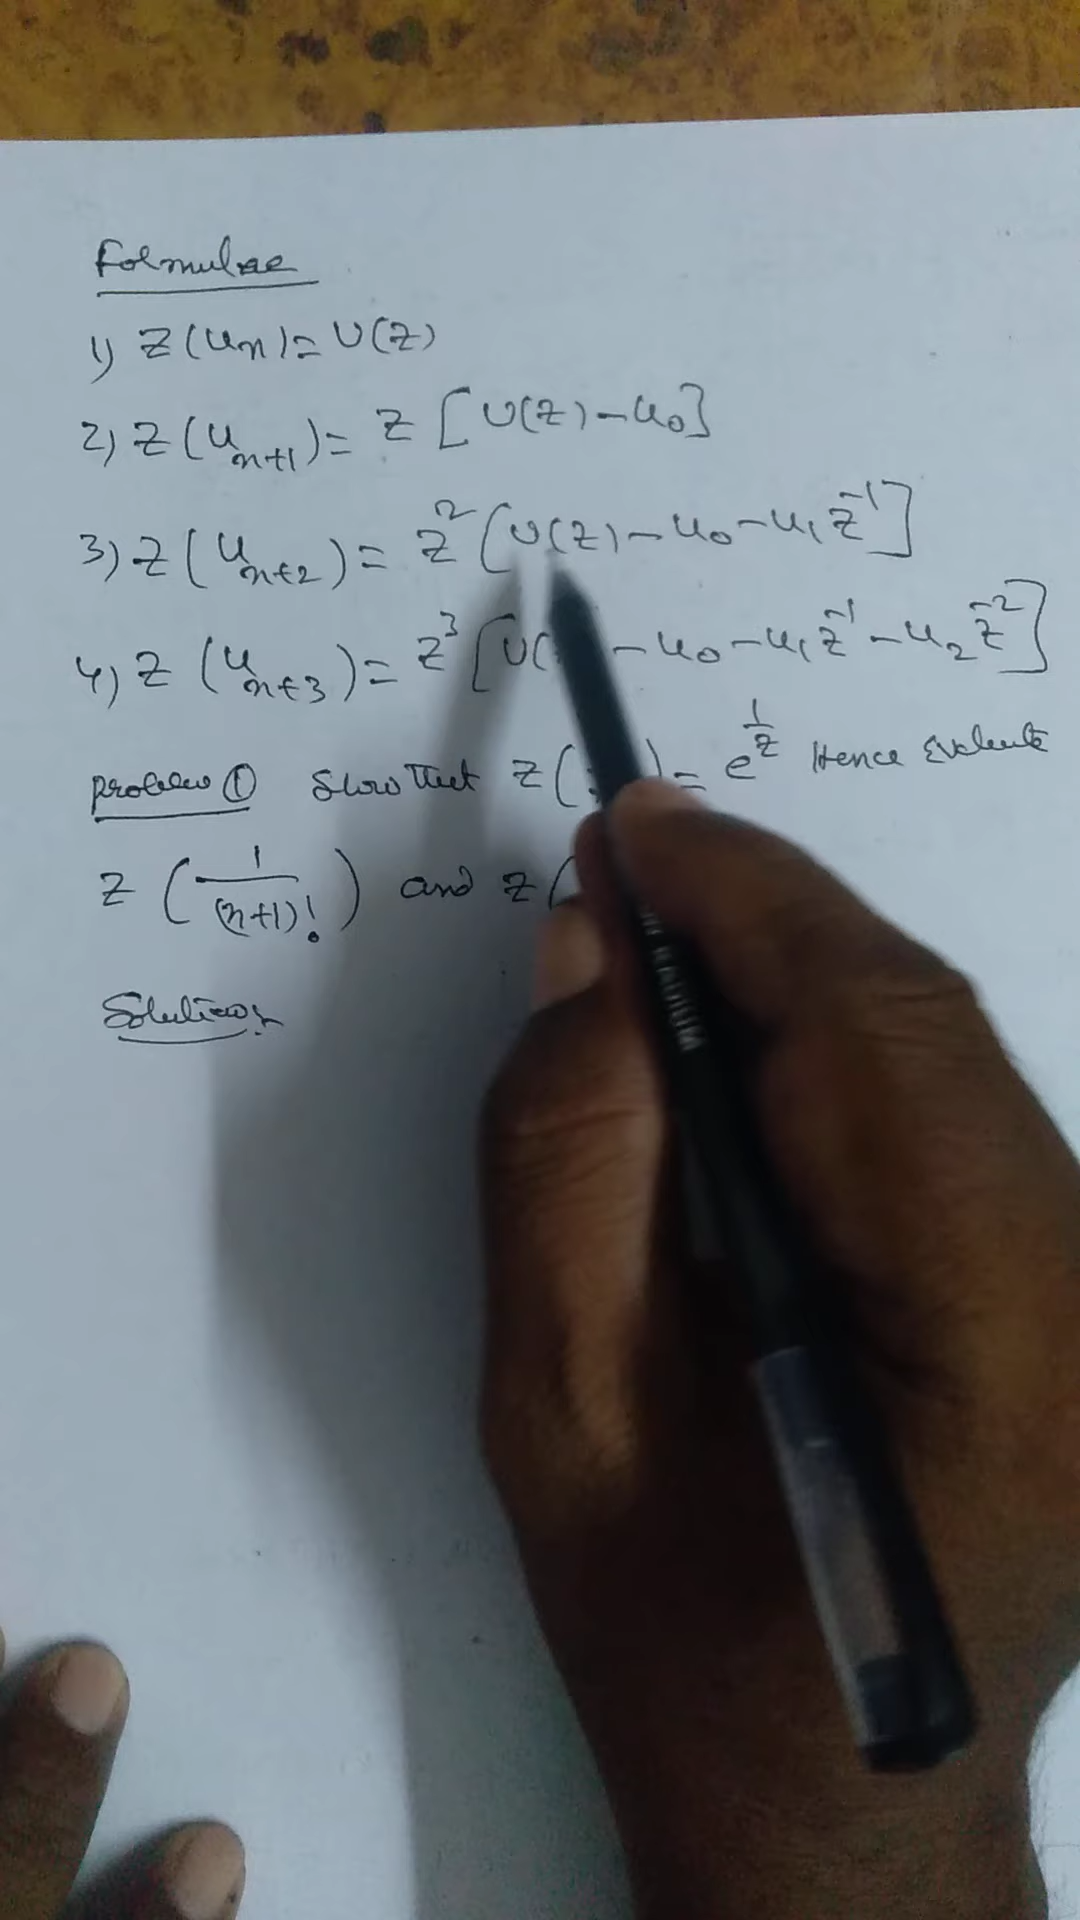 Formulae
1) Z(uₙ) = U(Z)
2) Z(uₙ₊₁) = Z [U(Z) - u₀]
3) Z(uₙ₊₂) = Z² (U(Z) - u₀ - u₁ Z⁻¹]
4) Z(uₙ₊₃) = Z³ [U( - u₀ - u₁ Z⁻¹ - u₂ Z⁻²]
Problem ① Show that Z( ) = e^(1/Z) Hence Evaluate
Z (1/(n+1)!) and Z(
Solution:
RADIUM